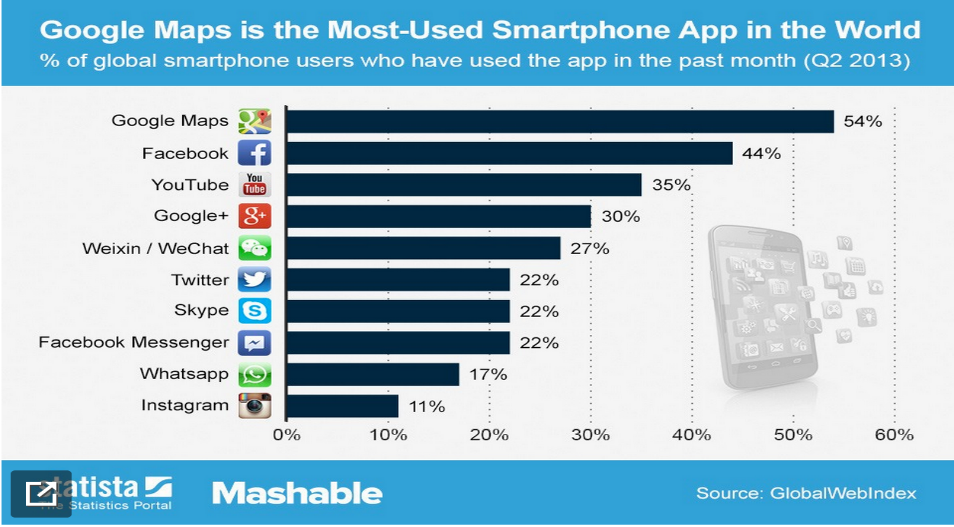 Google Maps is the Most-Used Smartphone App in the World
% of global smartphone users who have used the app in the past month (Q2 2013)
Google Maps 54%
Facebook 44%
You
Tube
YouTube 35%
Google+ 30%
Weixin / WeChat 27%
Twitter 22%
Skype 22%
Facebook Messenger 22%
Whatsapp 17%
Instagram 11%
0% 10% 20% 30% 40% 50% 60%
atista
The Statistics Portal
Mashable
Source: GlobalWebIndex